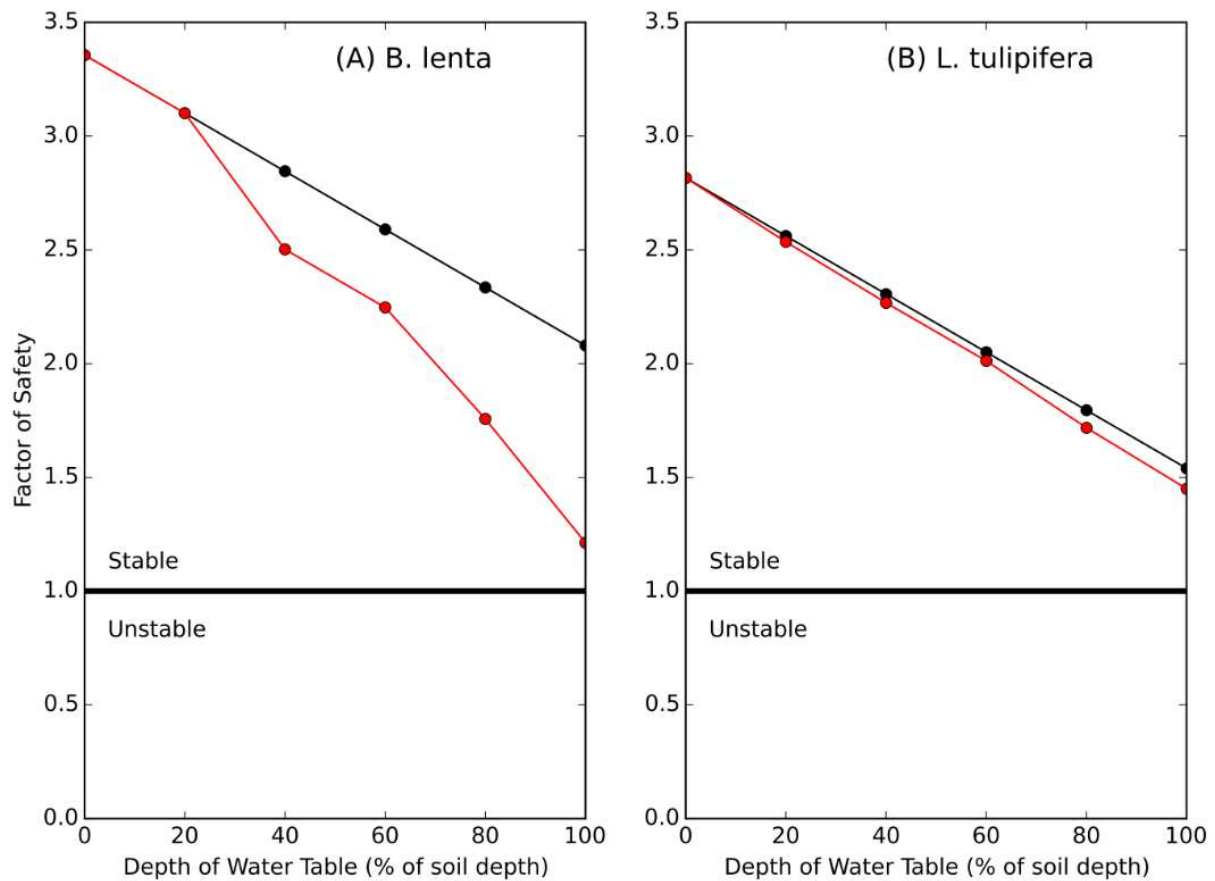 (A) B. lenta
3.5
3.0
2.5
2.0
1.5
1.0
0.5
0.0
Factor of Safety
Stable
Unstable
0 20 40 60 80 100
Depth of Water Table (% of soil depth)
(B) L. tulipifera
3.5
3.0
2.5
2.0
1.5
1.0
0.5
0.0
Stable
Unstable
0 20 40 60 80 100
Depth of Water Table (% of soil depth)